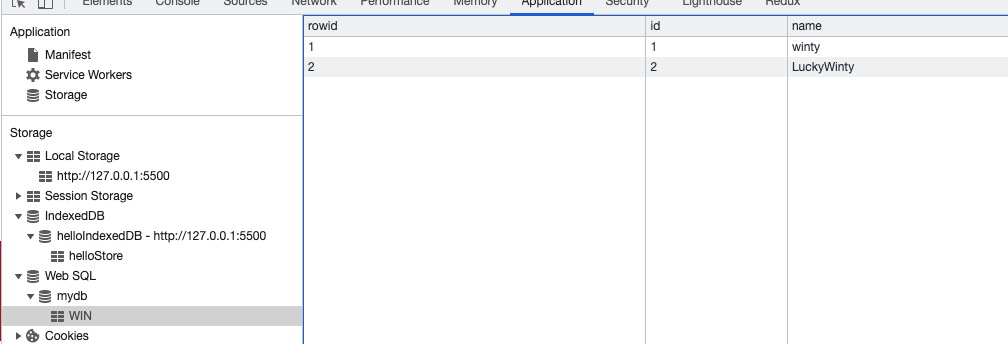 Elements Console Sources Network Performance Memory Application Security Lighthouse Redux
Application
Manifest
Service Workers
Storage
Storage
Local Storage
http://127.0.0.1:5500
Session Storage
IndexedDB
helloIndexedDB - http://127.0.0.1:5500
helloStore
Web SQL
mydb
WIN
Cookies
rowid id name
1 1 winty
2 2 LuckyWinty